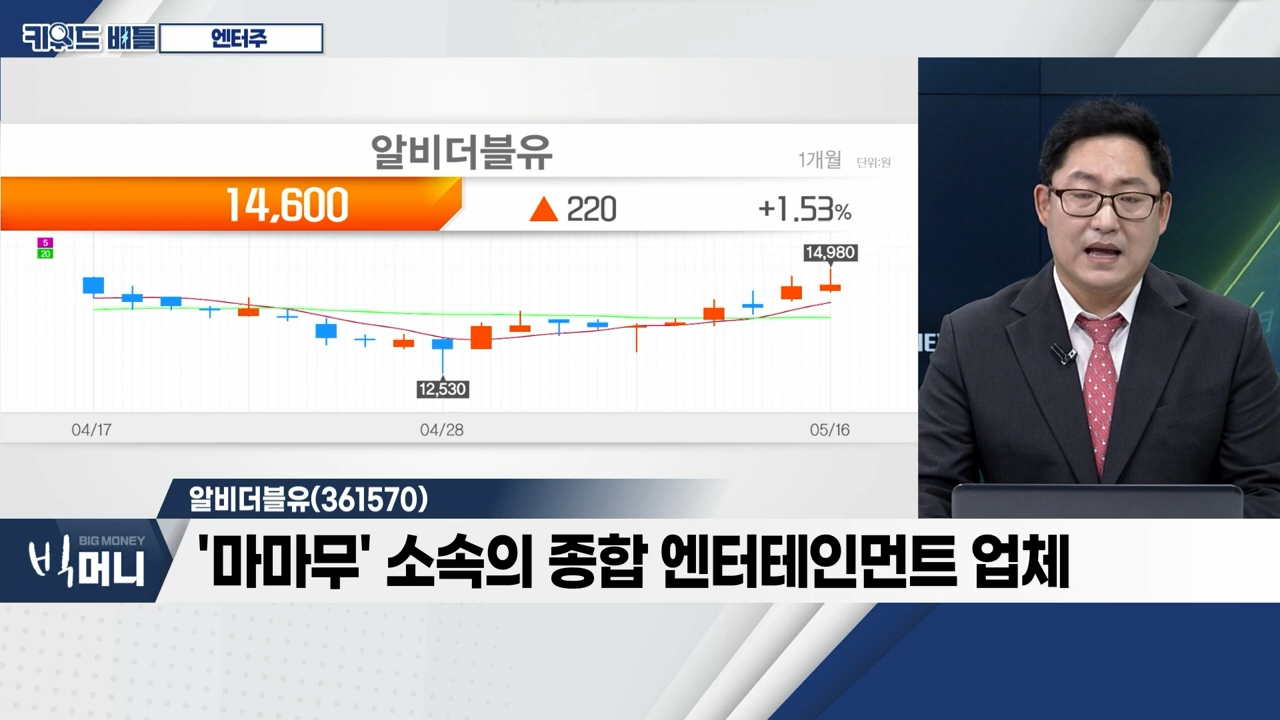 키워드 배틀
엔터주
알비더블유
1개월 단위:원
14,600 ▲ 220 +1.53%
5
20
14,980
12,530
04/17 04/28 05/16
알비더블유(361570)
BIG MONEY
빅머니
'마마무' 소속의 종합 엔터테인먼트 업체